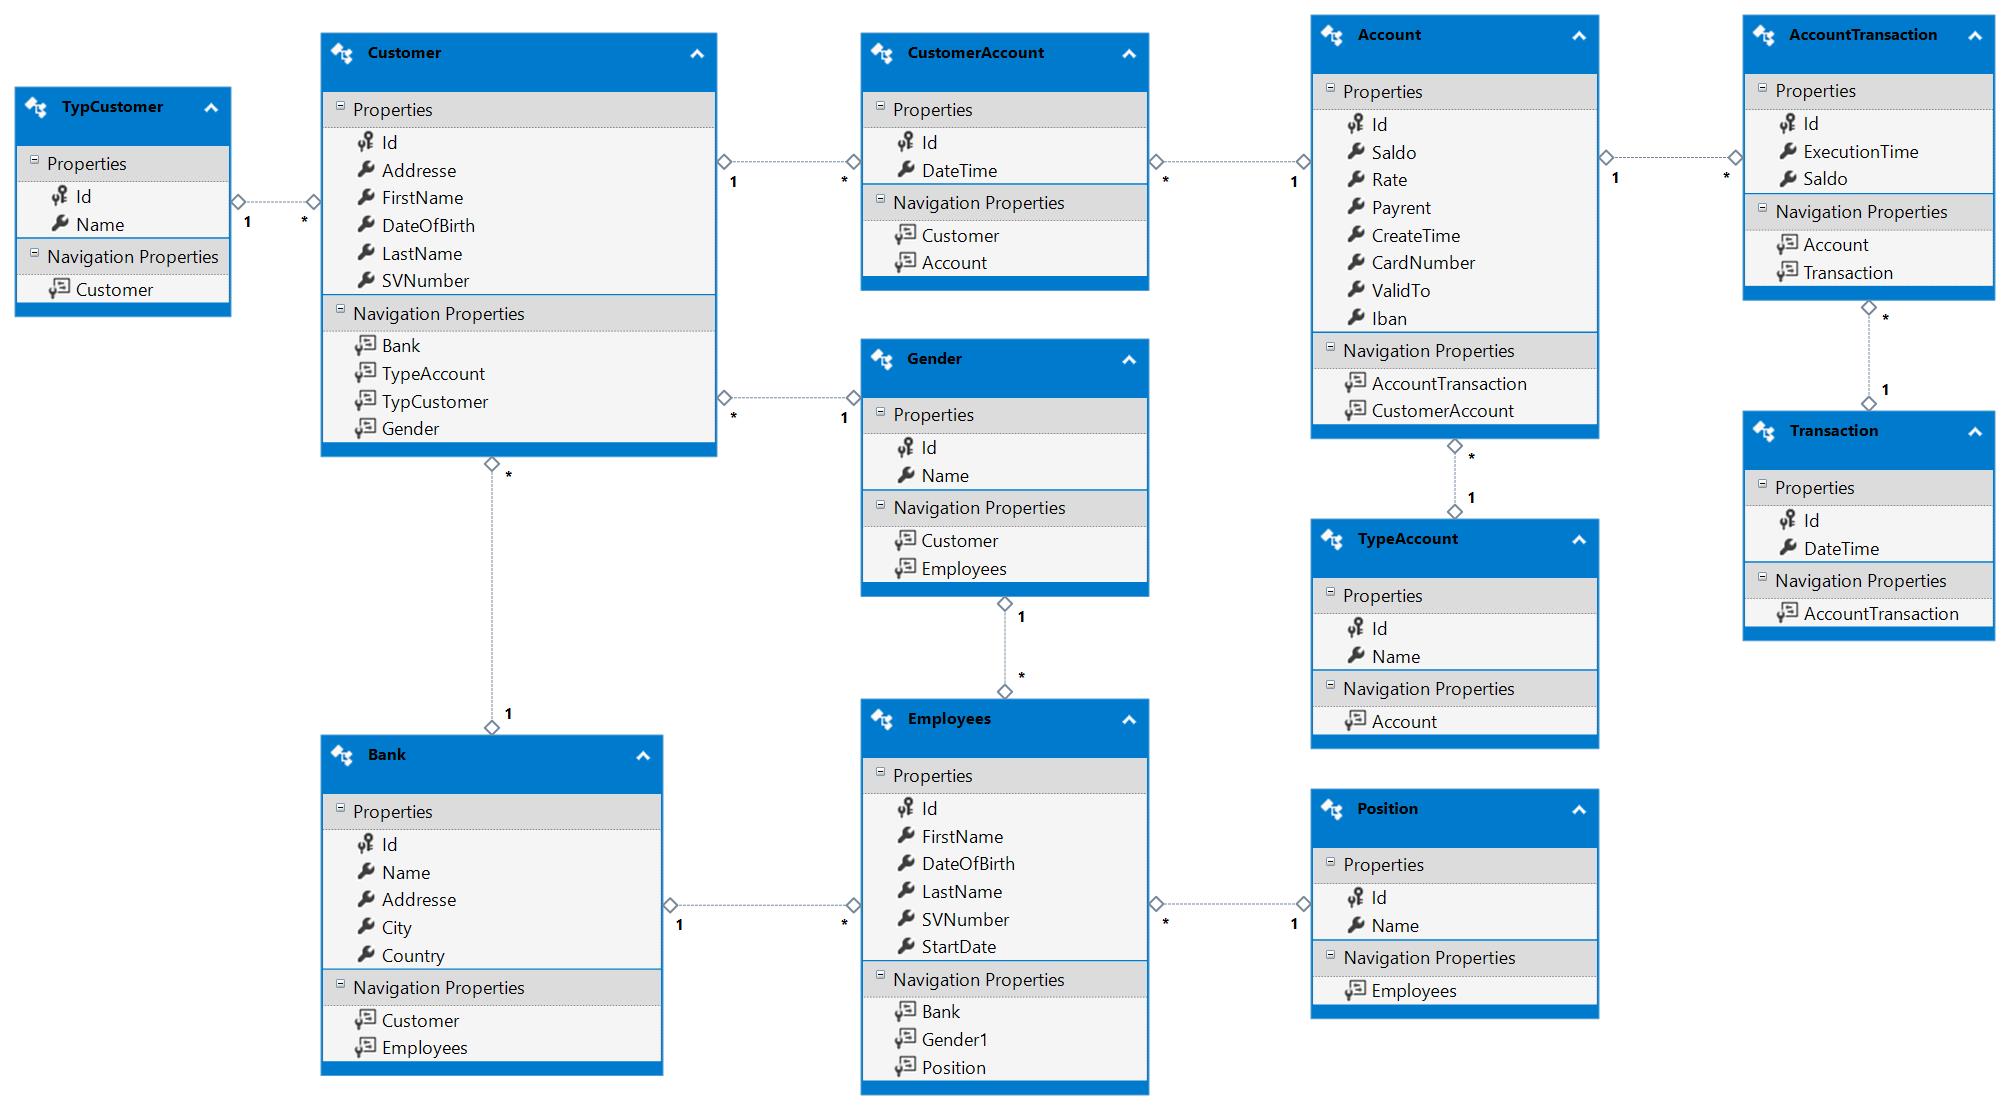 TypCustomer
Properties
Id
Name
Navigation Properties
Customer
1
*
Customer
Properties
Id
Addresse
FirstName
DateOfBirth
LastName
SVNumber
Navigation Properties
Bank
TypeAccount
TypCustomer
Gender
1
*
*
1
*
1
CustomerAccount
Properties
Id
DateTime
Navigation Properties
Customer
Account
*
1
Account
Properties
Id
Saldo
Rate
Payrent
CreateTime
CardNumber
ValidTo
Iban
Navigation Properties
AccountTransaction
CustomerAccount
1
*
*
1
AccountTransaction
Properties
Id
ExecutionTime
Saldo
Navigation Properties
Account
Transaction
*
1
Gender
Properties
Id
Name
Navigation Properties
Customer
Employees
1
*
TypeAccount
Properties
Id
Name
Navigation Properties
Account
Transaction
Properties
Id
DateTime
Navigation Properties
AccountTransaction
Bank
Properties
Id
Name
Addresse
City
Country
Navigation Properties
Customer
Employees
1
*
Employees
Properties
Id
FirstName
DateOfBirth
LastName
SVNumber
StartDate
Navigation Properties
Bank
Gender1
Position
*
1
Position
Properties
Id
Name
Navigation Properties
Employees